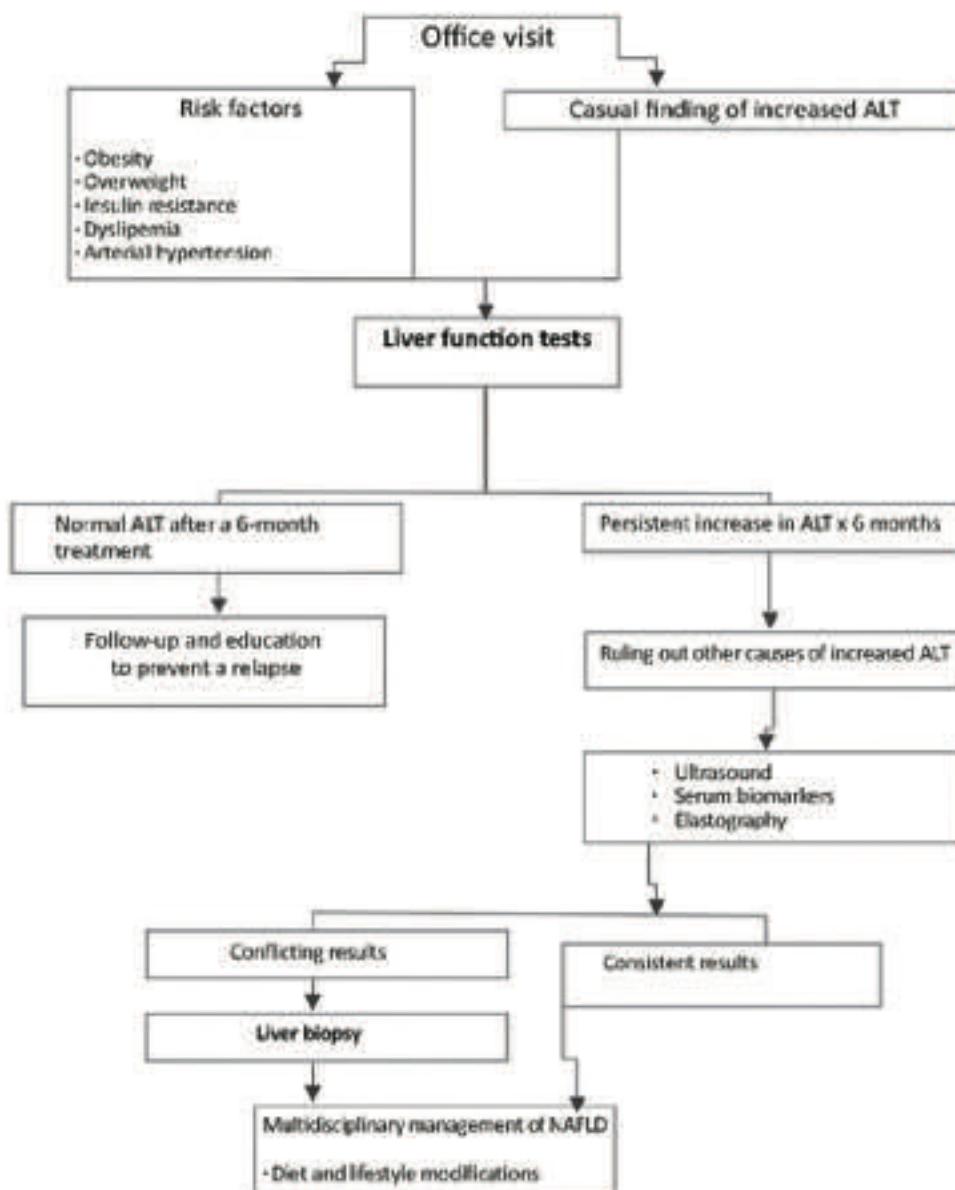 Office visit
Risk factors
· Obesity
· Overweight
· Insulin resistance
· Dyslipemia
· Arterial hypertension
Casual finding of increased ALT
Liver function tests
Normal ALT after a 6-month
treatment
Persistent increase in ALT x 6 months
Follow-up and education
to prevent a relapse
Ruling out other causes of increased ALT
· Ultrasound
· Serum biomarkers
· Elastography
Conflicting results
Consistent results
Liver biopsy
Multidisciplinary management of NAFLD
· Diet and lifestyle modifications